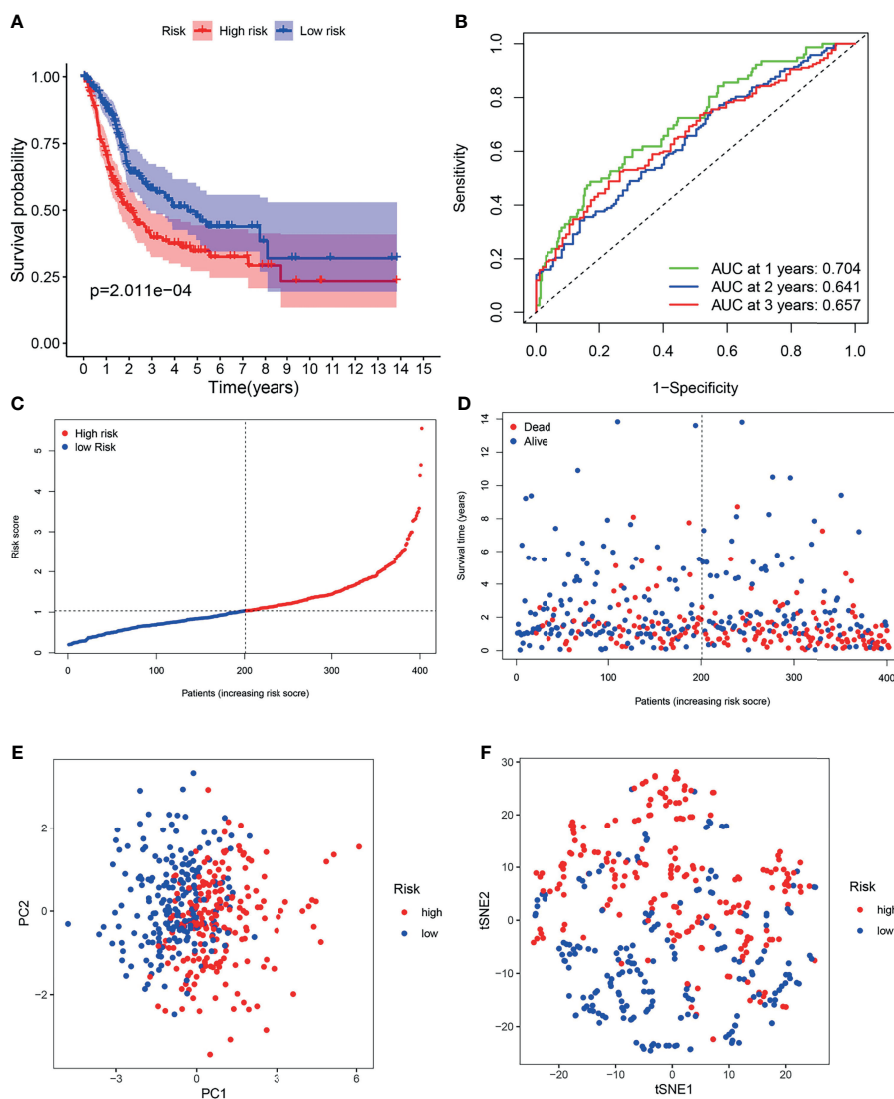 A
Risk High risk Low risk
Survival probability
1.00
0.75
0.50
0.25
0.00
p=2.011e−04
0 1 2 3 4 5 6 7 8 9 10 11 12 13 14 15
Time(years)
B
Sensitivity
1.0
0.8
0.6
0.4
0.2
0.0
AUC at 1 years: 0.704
AUC at 2 years: 0.641
AUC at 3 years: 0.657
0.0 0.2 0.4 0.6 0.8 1.0
1−Specificity
C
High risk
low Risk
Risk score
5
4
3
2
1
0
0 100 200 300 400
Patients (increasing risk socre)
D
Dead
Alive
Survival time (years)
14
12
10
8
6
4
2
0
0 100 200 300 400
Patients (increasing risk socre)
E
PC2
2
0
−2
−3 0 3 6
PC1
Risk
high
low
F
tSNE2
30
20
10
0
−10
−20
−20 −10 0 10 20
tSNE1
Risk
high
low